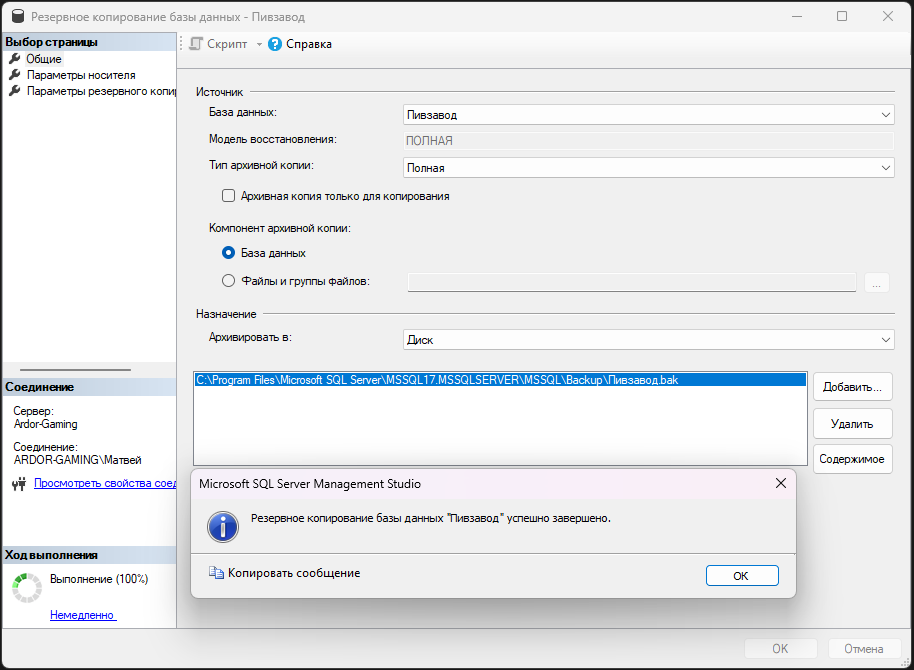 Резервное копирование базы данных - Пивзавод
Выбор страницы
Общие
Параметры носителя
Параметры резервного копир
Скрипт
Справка
Источник
База данных:
Пивзавод
Модель восстановления:
ПОЛНАЯ
Тип архивной копии:
Полная
Архивная копия только для копирования
Компонент архивной копии:
База данных
Файлы и группы файлов:
...
Назначение
Архивировать в:
Диск
C:\Program Files\Microsoft SQL Server\MSSQL17.MSSQLSERVER\MSSQL\Backup\Пивзавод.bak
Добавить...
Удалить
Содержимое
Соединение
Сервер:
Ardor-Gaming
Соединение:
ARDOR-GAMING\Матвей
Просмотреть свойства соед
Ход выполнения
Выполнение (100%)
Немедленно
Microsoft SQL Server Management Studio
Резервное копирование базы данных "Пивзавод" успешно завершено.
Копировать сообщение
ОК
ОК
Отмена